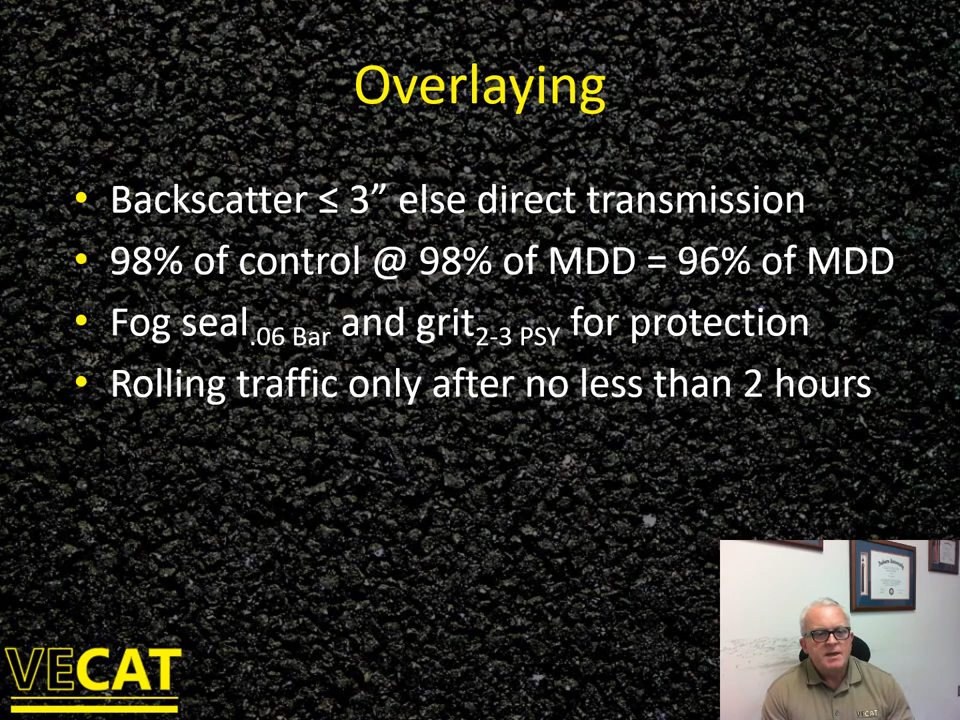 Overlaying
• Backscatter ≤ 3” else direct transmission
• 98% of control @ 98% of MDD = 96% of MDD
• Fog seal.06 Bar and grit2-3 PSY for protection
• Rolling traffic only after no less than 2 hours
VECAT
VECAT